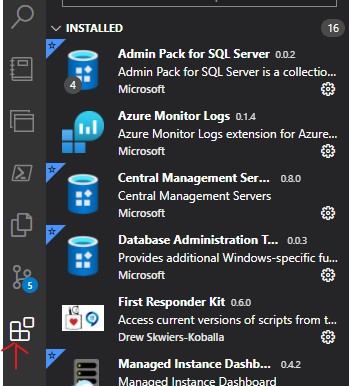 INSTALLED 16
Admin Pack for SQL Server 0.0.2
Admin Pack for SQL Server is a collectio...
4 Microsoft
Azure Monitor Logs 0.1.4
Azure Monitor Logs extension for Azure...
Microsoft
Central Management Ser... 0.8.0
Central Management Servers
Microsoft
Database Administration T... 0.0.3
Provides additional Windows-specific fu...
Microsoft
5
First Responder Kit 0.6.0
Access current versions of scripts from t...
Drew Skwiers-Koballa
Managed Instance Dashb... 0.4.2
Managed Instance Dashboard